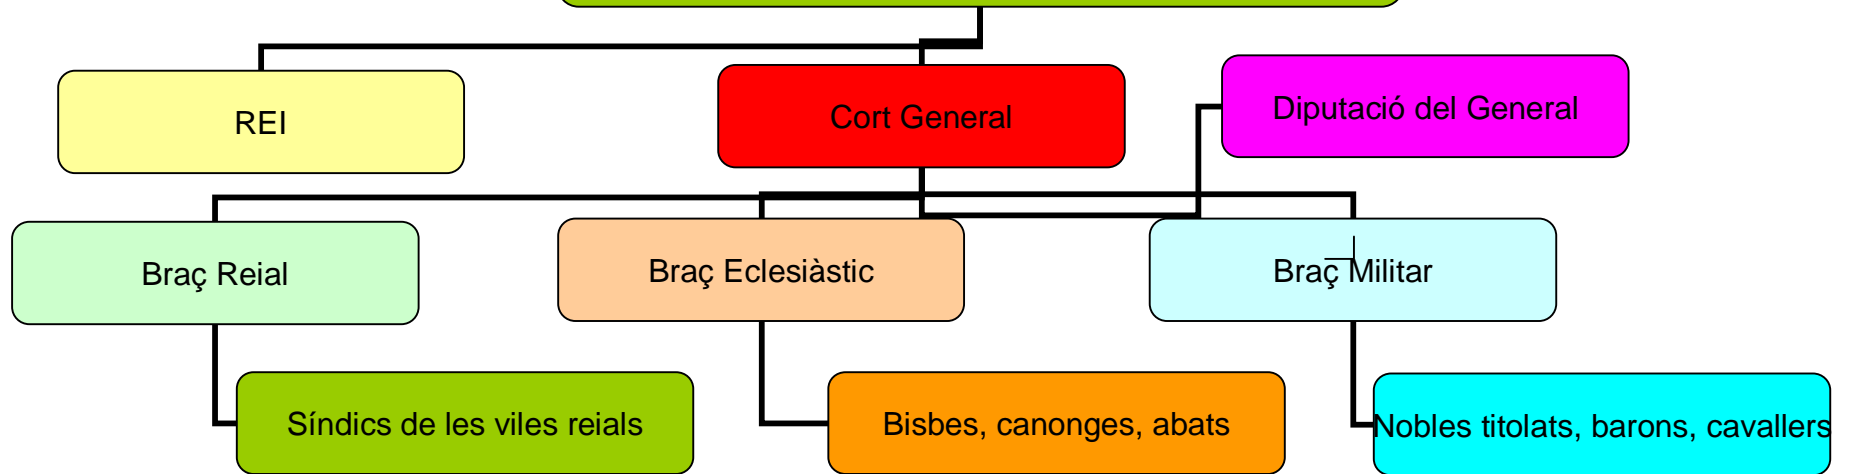 REI
Cort General
Diputació del General
Braç Reial
Braç Eclesiàstic
Braç Militar
Síndics de les viles reials
Bisbes, canonges, abats
Nobles titolats, barons, cavallers